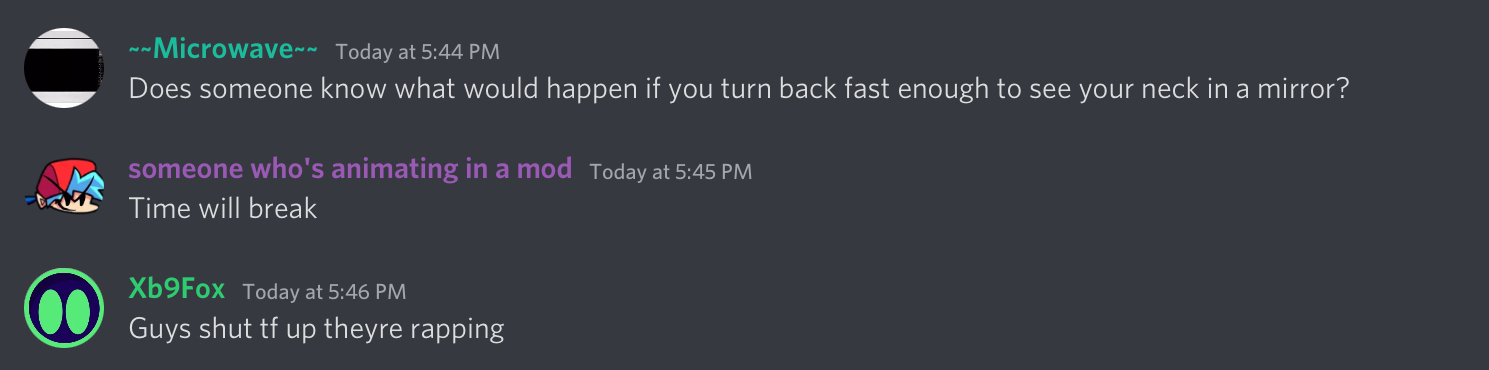 ~~Microwave~~ Today at 5:44 PM
Does someone know what would happen if you turn back fast enough to see your neck in a mirror?
someone who's animating in a mod Today at 5:45 PM
Time will break
Xb9Fox Today at 5:46 PM
Guys shut tf up theyre rapping